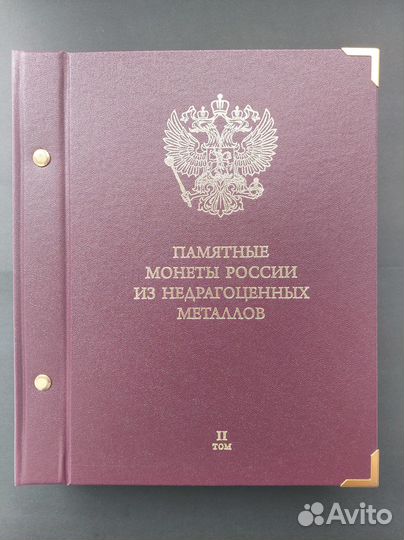 ПАМЯТНЫЕ
МОНЕТЫ РОССИИ
ИЗ НЕДРАГОЦЕННЫХ
МЕТАЛЛОВ
II
ТОМ
Avito